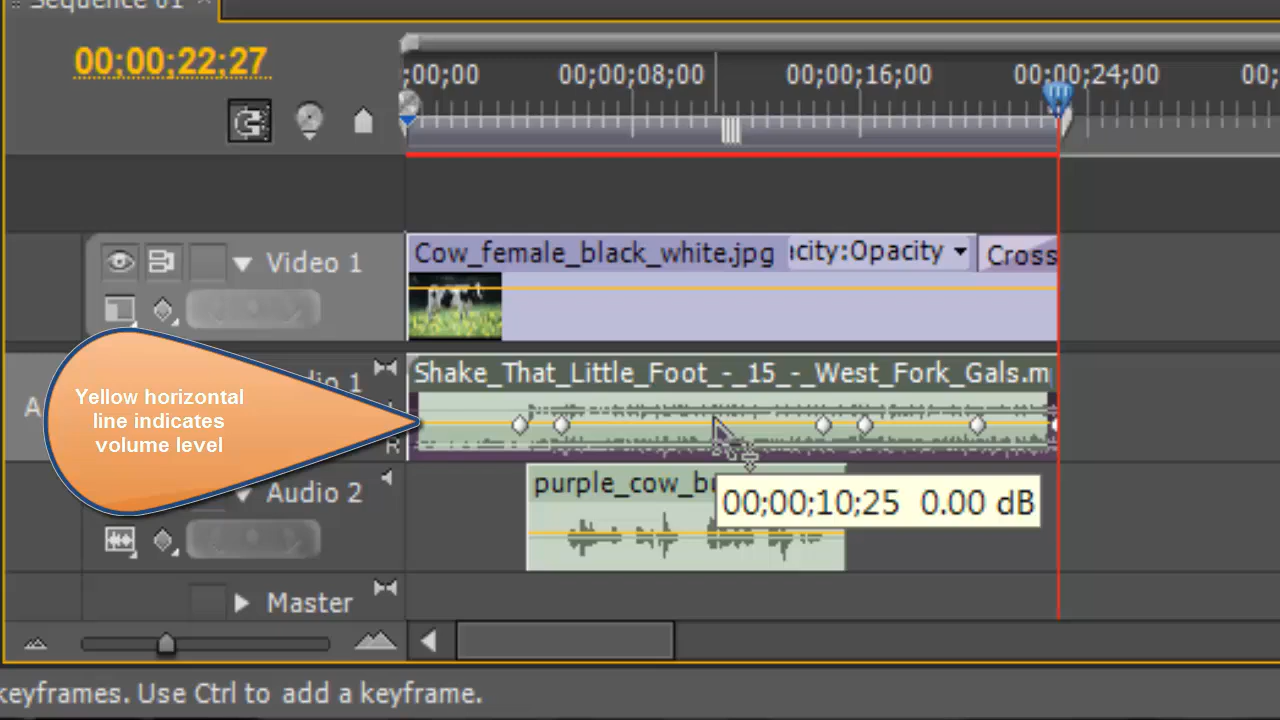 Sequence 01
00;00;22;27
;00;00 00;00;08;00 00;00;16;00 00;00;24;00 00;
Video 1
Cow_female_black_white.jpg
acity:Opacity
Cross
dio 1
Shake_That_Little_Foot_-_15_-_West_Fork_Gals.m
A
Yellow horizontal
line indicates
volume level
R
Audio 2
purple_cow_b
00;00;10;25 0.00 dB
Master
keyframes. Use Ctrl to add a keyframe.